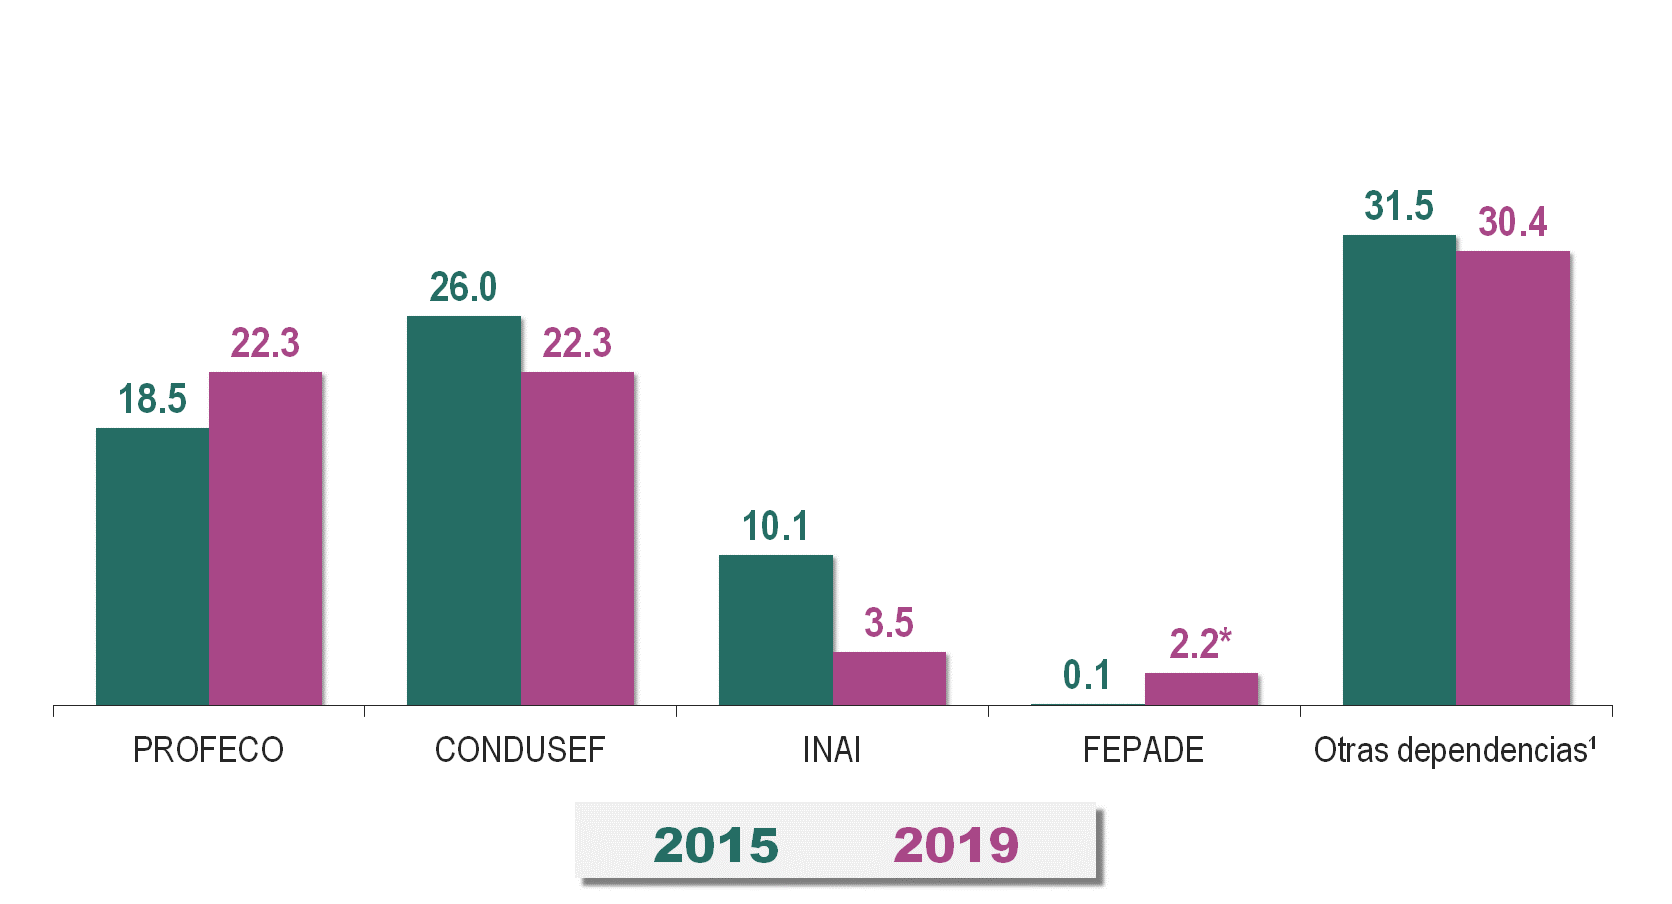 31.5
30.4
26.0
22.3
22.3
18.5
10.1
3.5
2.2*
0.1
PROFECO
CONDUSEF
INAI
FEPADE
Otras dependencias¹
2015
2019